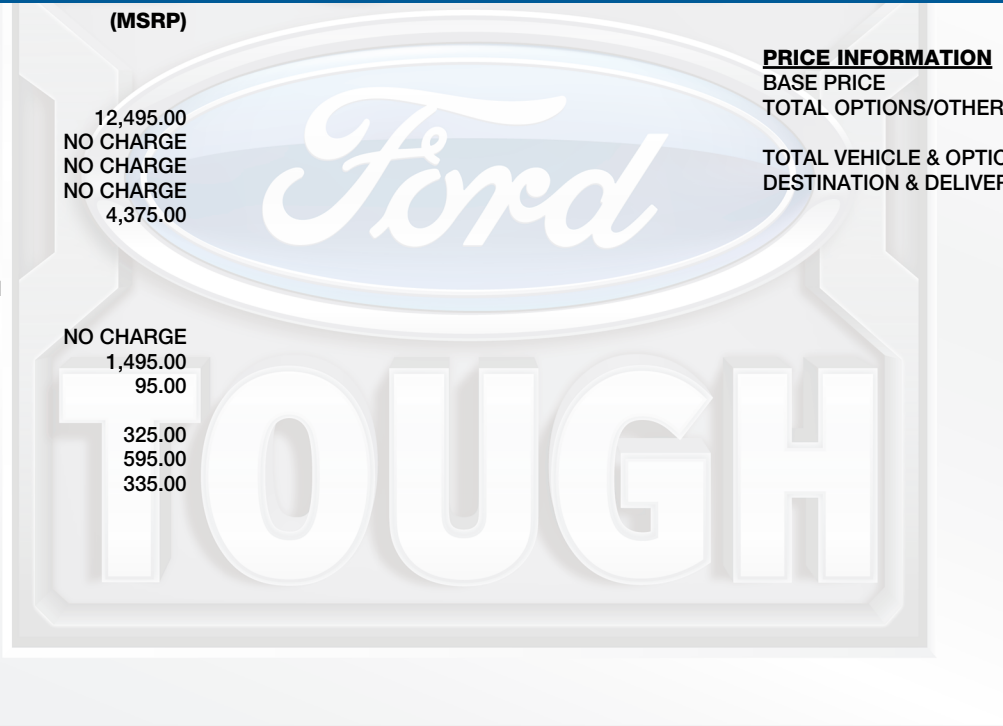 (MSRP)
12,495.00
NO CHARGE
NO CHARGE
NO CHARGE
4,375.00
NO CHARGE
1,495.00
95.00
325.00
595.00
335.00
PRICE INFORMATION
BASE PRICE
TOTAL OPTIONS/OTHER
TOTAL VEHICLE & OPTIO
DESTINATION & DELIVER
Ford
TOUGH